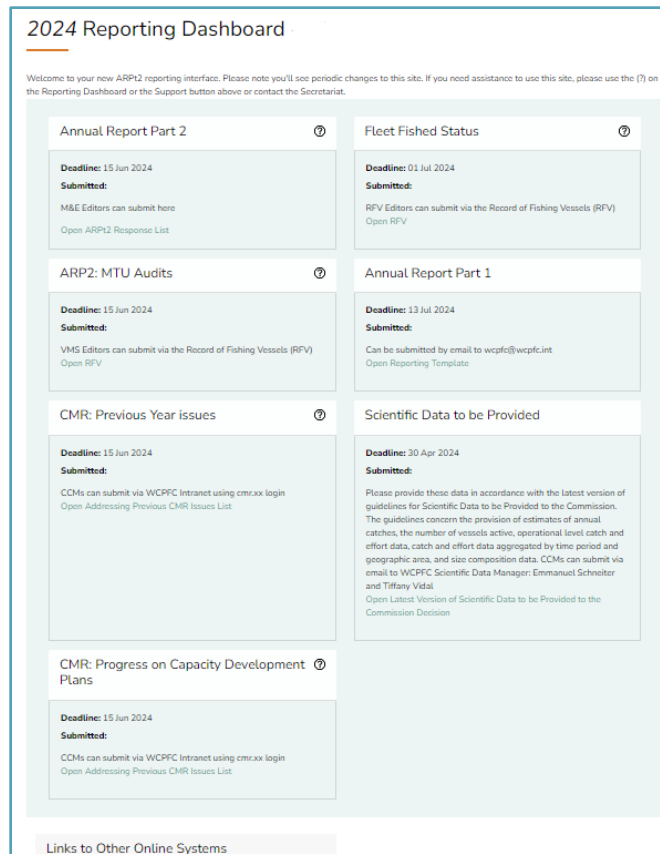 2024 Reporting Dashboard
Welcome to your new ARPt2 reporting interface. Please note you'll see periodic changes to this site. If you need assistance to use this site, please use the (?) on
the Reporting Dashboard or the Support button above or contact the Secretariat.
Annual Report Part 2
Deadline: 15 Jun 2024
Submitted:
M&E Editors can submit here
Open ARPt2 Response List
Fleet Fished Status
Deadline: 01 Jul 2024
Submitted:
RFV Editors can submit via the Record of Fishing Vessels (RFV)
Open RFV
ARP2: MTU Audits
Deadline: 15 Jun 2024
Submitted:
VMS Editors can submit via the Record of Fishing Vessels (RFV)
Open RFV
Annual Report Part 1
Deadline: 13 Jul 2024
Submitted:
Can be submitted by email to wcpfc@wcpfc.int
Open Reporting Template
CMR: Previous Year issues
Deadline: 15 Jun 2024
Submitted:
CCMs can submit via WCPFC Intranet using cmr.xx login
Open Addressing Previous CMR Issues List
Scientific Data to be Provided
Deadline: 30 Apr 2024
Submitted:
Please provide these data in accordance with the latest version of
guidelines for Scientific Data to be Provided to the Commission.
The guidelines concern the provision of estimates of annual
catches, the number of vessels active, operational level catch and
effort data, catch and effort data aggregated by time period and
geographic area, and size composition data. CCMs can submit via
email to WCPFC Scientific Data Manager: Emmanuel Schneiter
and Tiffany Vidal
Open Latest Version of Scientific Data to be Provided to the
Commission Decision
CMR: Progress on Capacity Development
Plans
Deadline: 15 Jun 2024
Submitted:
CCMs can submit via WCPFC Intranet using cmr.xx login
Open Addressing Previous CMR Issues List
Links to Other Online Systems